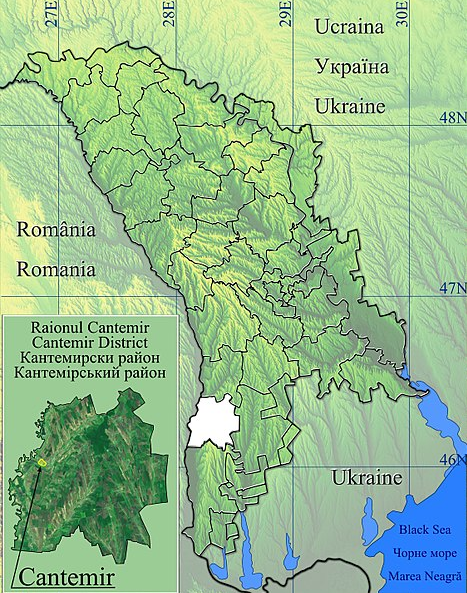 27E
28E
29E
30E
Ucraina
Україна
Ukraine
48N
România
Romania
47N
Raionul Cantemir
Cantemir District
Кантемирски район
Кантемірський район
46N
Ukraine
Black Sea
Чорне море
Marea Neagră
Cantemir